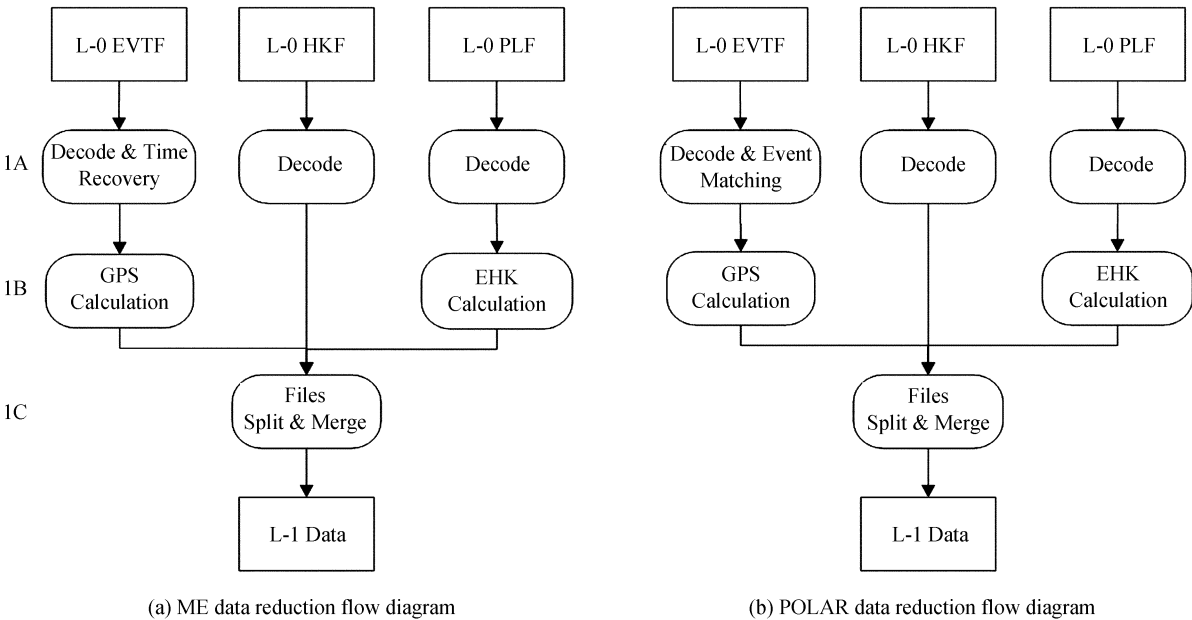 L-0 EVTF
L-0 HKF
L-0 PLF
1A
Decode & Time
Recovery
Decode
Decode
1B
GPS
Calculation
EHK
Calculation
1C
Files
Split & Merge
L-1 Data
(a) ME data reduction flow diagram
L-0 EVTF
L-0 HKF
L-0 PLF
Decode & Event
Matching
Decode
Decode
GPS
Calculation
EHK
Calculation
Files
Split & Merge
L-1 Data
(b) POLAR data reduction flow diagram